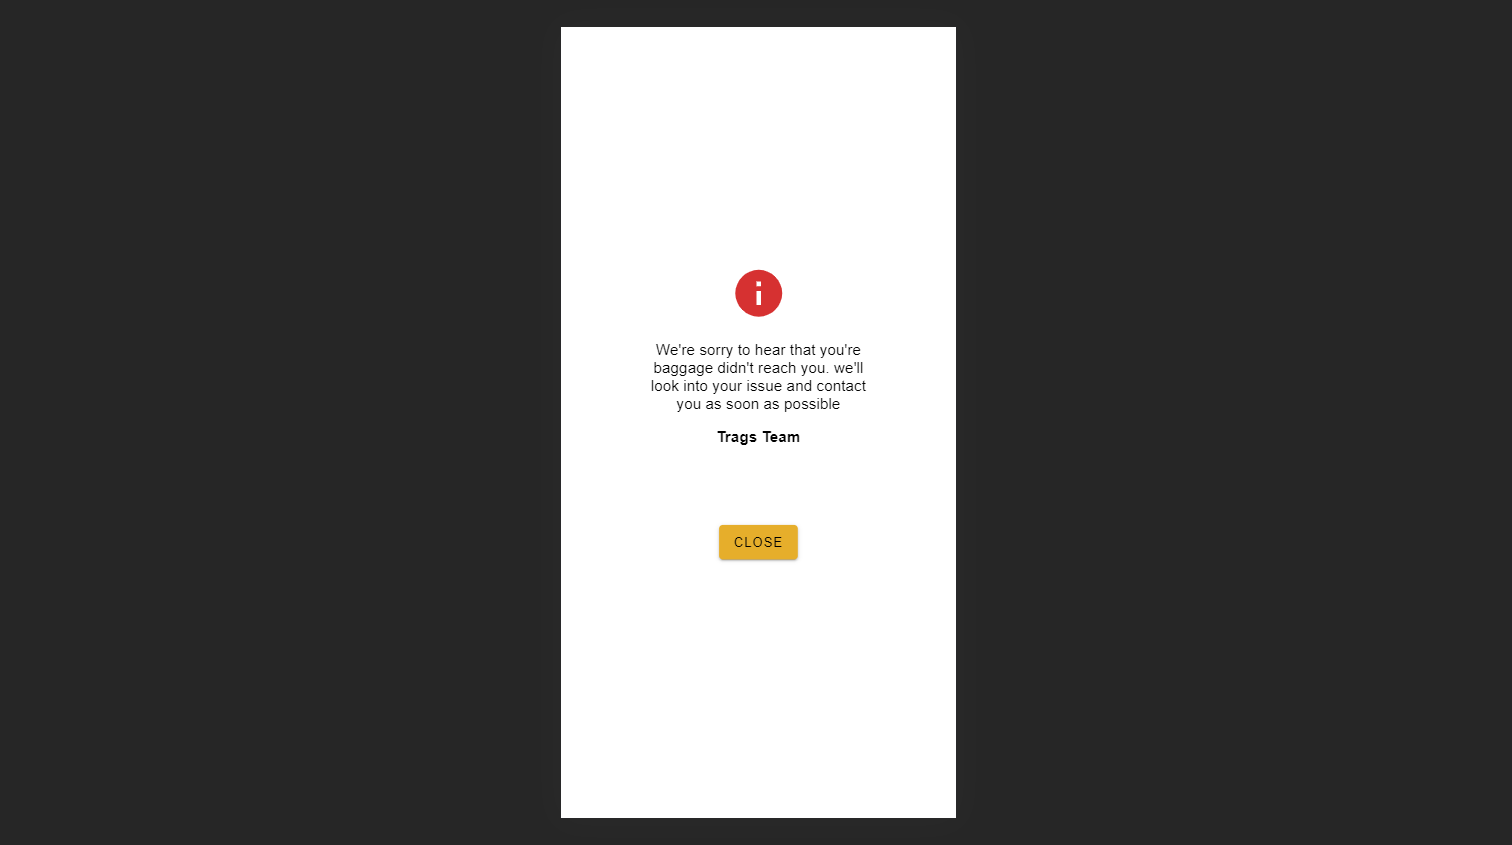 We're sorry to hear that you're
baggage didn't reach you. we'll
look into your issue and contact
you as soon as possible
Trags Team
CLOSE